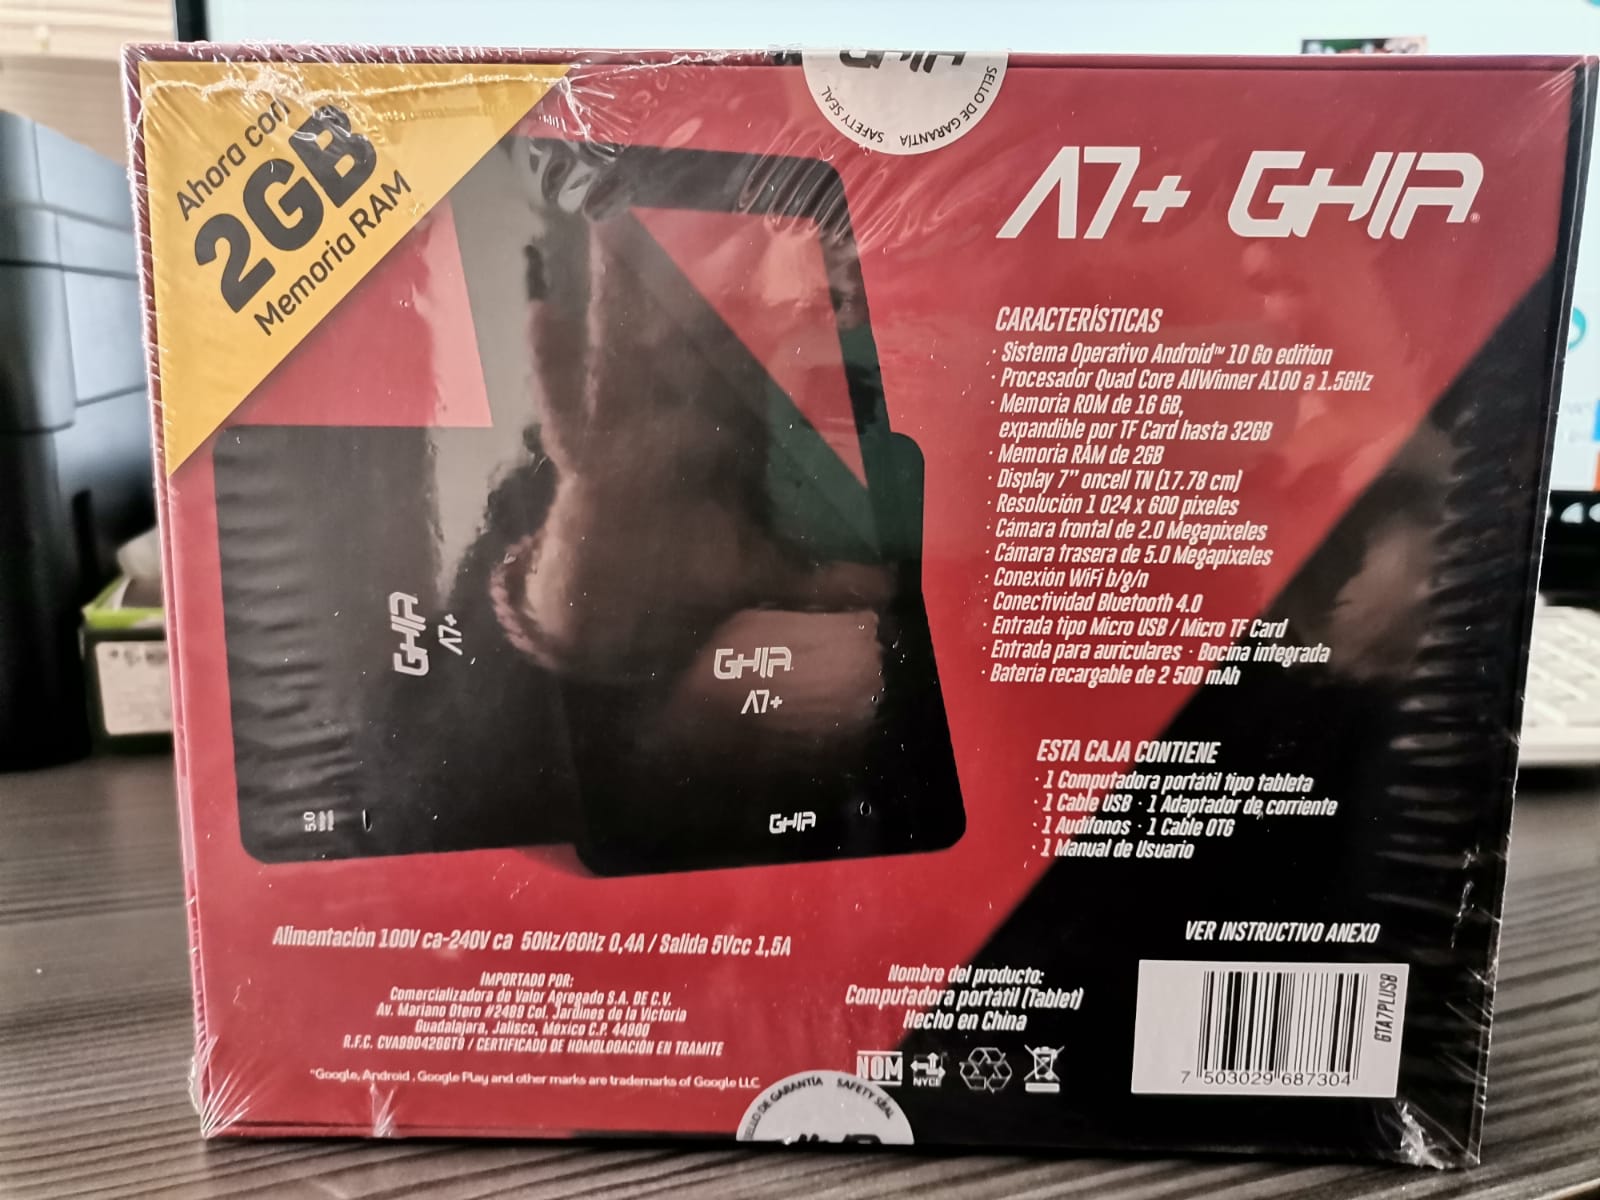 Ahora con
2GB
Memoria RAM
GHIA
SELLO DE GARANTÍA
SAFETY SEAL
A7+ GHIA
CARACTERÍSTICAS
· Sistema Operativo Android™ 10 Go edition
· Procesador Quad Core AllWinner A100 a 1.5GHz
· Memoria ROM de 16 GB,
expandible por TF Card hasta 32GB
· Memoria RAM de 2GB
· Display 7” oncell TN (17.78 cm)
· Resolución 1 024 x 600 pixeles
· Cámara frontal de 2.0 Megapixeles
· Cámara trasera de 5.0 Megapixeles
· Conexión WiFi b/g/n
· Conectividad Bluetooth 4.0
· Entrada tipo Micro USB / Micro TF Card
· Entrada para auriculares · Bocina integrada
· Batería recargable de 2 500 mAh
GHIA
A7+
GHIA
A7+
5.0
GHIA
ESTA CAJA CONTIENE
· 1 Computadora portátil tipo tableta
· 1 Cable USB · 1 Adaptador de corriente
· 1 Audífonos · 1 Cable OTG
· 1 Manual de Usuario
VER INSTRUCTIVO ANEXO
Alimentación 100V ca-240V ca 50Hz/60Hz 0,4A / Salida 5Vcc 1,5A
IMPORTADO POR:
Comercializadora de Valor Agregado S.A. DE C.V.
Av. Mariano Otero #2489 Col. Jardines de la Victoria
Guadalajara, Jalisco, México C.P. 44900
R.F.C. CVA990426GT9 / CERTIFICADO DE HOMOLOGACIÓN EN TRAMITE
"Google, Android, Google Play and other marks are trademarks of Google LLC
Nombre del producto:
Computadora portátil (Tablet)
Hecho en China
NOM
NYCE
GTA7PLUSB
7 503029 687304
SELLO DE GARANTÍA
SAFETY SEAL